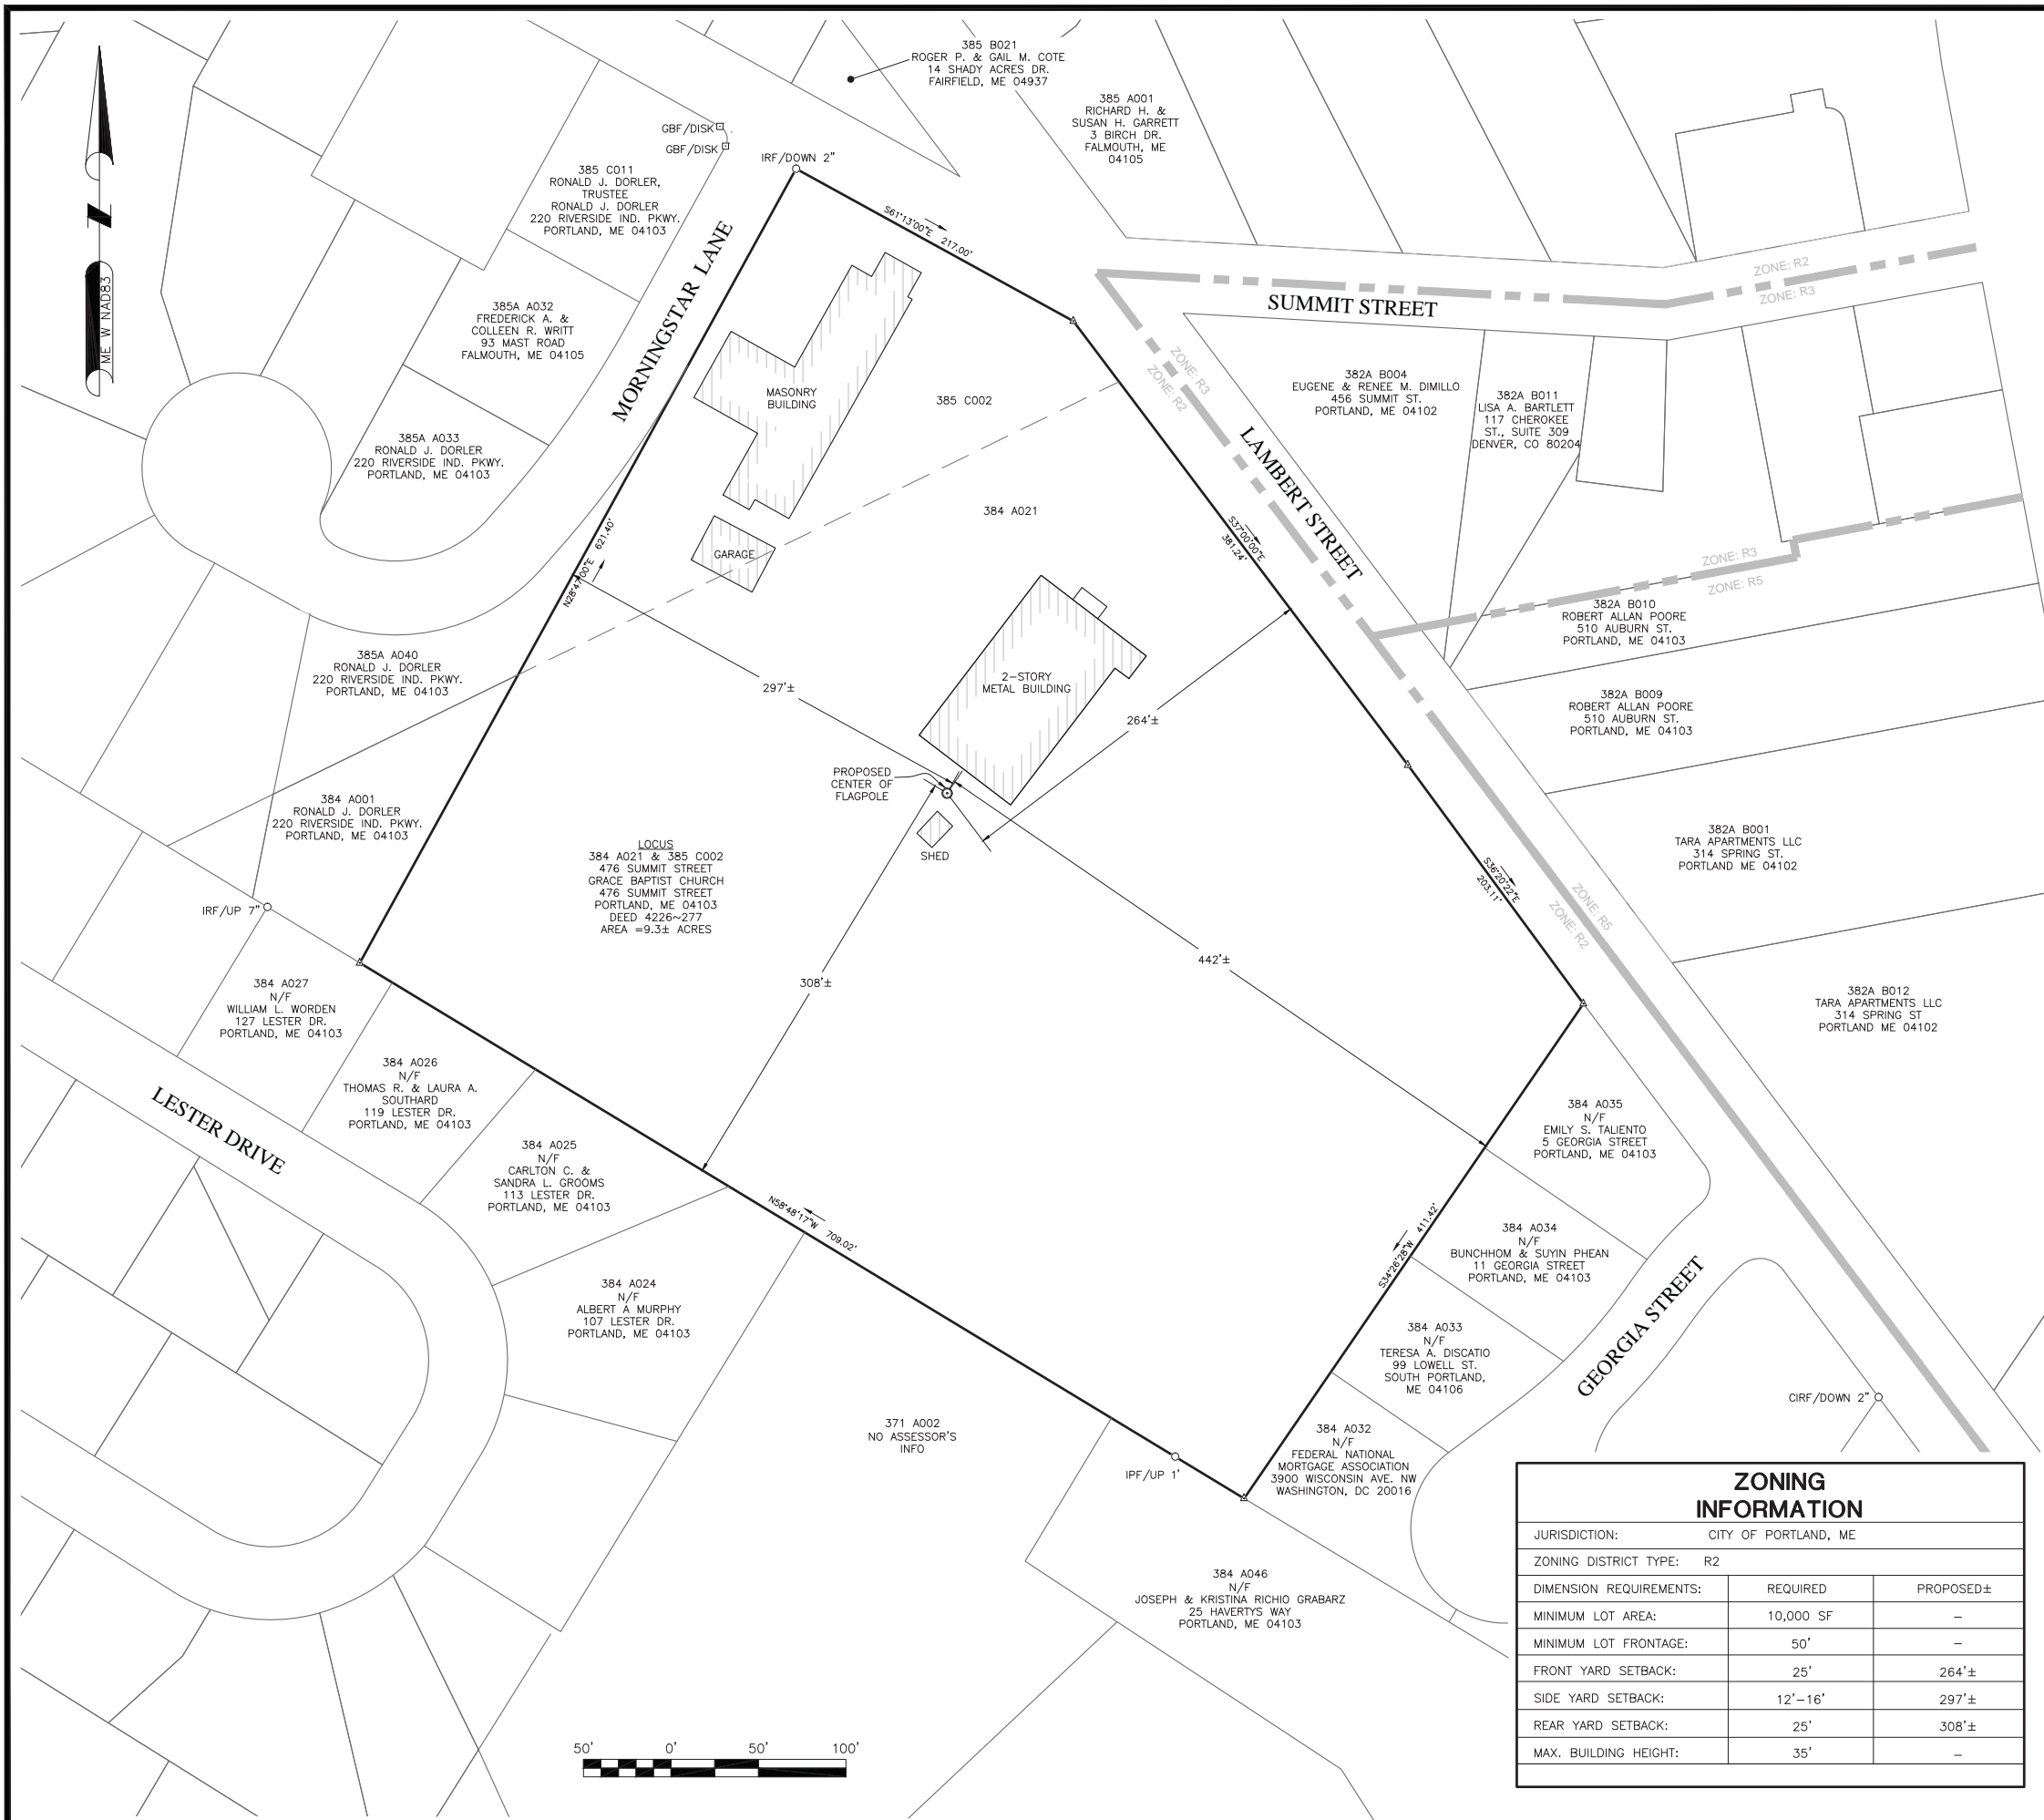 385 B021
ROGER P. & GAIL M. COTE
14 SHADY ACRES DR.
FAIRFIELD, ME 04937
385 A001
RICHARD H. &
SUSAN H. GARRETT
3 BIRCH DR.
FALMOUTH, ME
04105
ME W NAD83
GBF/DISK
GBF/DISK
IRF/DOWN 2"
385 C011
RONALD J. DORLER,
TRUSTEE
RONALD J. DORLER
220 RIVERSIDE IND. PKWY.
PORTLAND, ME 04103
MORNINGSTAR LANE
S61°13'00"E 217.00'
ZONE: R2
ZONE: R3
SUMMIT STREET
385A A032
FREDERICK A. &
COLLEEN R. WRITT
93 MAST ROAD
FALMOUTH, ME 04105
MASONRY
BUILDING
385 C002
ZONE: R3
ZONE: R2
382A B004
EUGENE & RENEE M. DIMILLO
456 SUMMIT ST.
PORTLAND, ME 04102
382A B011
LISA A. BARTLETT
117 CHEROKEE
ST., SUITE 309
DENVER, CO 80204
385A A033
RONALD J. DORLER
220 RIVERSIDE IND. PKWY.
PORTLAND, ME 04103
LAMBERT STREET
384 A021
GARAGE
N28°47'00"E 621.40'
S37°00'00"E
381.24'
ZONE: R3
ZONE: R5
382A B010
ROBERT ALLAN POORE
510 AUBURN ST.
PORTLAND, ME 04103
385A A040
RONALD J. DORLER
220 RIVERSIDE IND. PKWY.
PORTLAND, ME 04103
297'±
2-STORY
METAL BUILDING
264'±
382A B009
ROBERT ALLAN POORE
510 AUBURN ST.
PORTLAND, ME 04103
PROPOSED
CENTER OF
FLAGPOLE
SHED
384 A001
RONALD J. DORLER
220 RIVERSIDE IND. PKWY.
PORTLAND, ME 04103
LOCUS
384 A021 & 385 C002
476 SUMMIT STREET
GRACE BAPTIST CHURCH
476 SUMMIT STREET
PORTLAND, ME 04103
DEED 4226~277
AREA =9.3± ACRES
382A B001
TARA APARTMENTS LLC
314 SPRING ST.
PORTLAND ME 04102
S36°20'22"E
203.11'
ZONE: R5
ZONE: R2
IRF/UP 7"
442'±
308'±
384 A027
N/F
WILLIAM L. WORDEN
127 LESTER DR.
PORTLAND, ME 04103
382A B012
TARA APARTMENTS LLC
314 SPRING ST
PORTLAND ME 04102
384 A026
N/F
THOMAS R. & LAURA A.
SOUTHARD
119 LESTER DR.
PORTLAND, ME 04103
LESTER DRIVE
384 A035
N/F
EMILY S. TALIENTO
5 GEORGIA STREET
PORTLAND, ME 04103
384 A025
N/F
CARLTON C. &
SANDRA L. GROOMS
113 LESTER DR.
PORTLAND, ME 04103
N58°48'17"W 709.02'
S34°26'28"W 411.42'
384 A034
N/F
BUNCHHOM & SUYIN PHEAN
11 GEORGIA STREET
PORTLAND, ME 04103
384 A024
N/F
ALBERT A MURPHY
107 LESTER DR.
PORTLAND, ME 04103
GEORGIA STREET
384 A033
N/F
TERESA A. DISCATIO
99 LOWELL ST.
SOUTH PORTLAND,
ME 04106
CIRF/DOWN 2"
371 A002
NO ASSESSOR'S
INFO
384 A032
N/F
FEDERAL NATIONAL
MORTGAGE ASSOCIATION
3900 WISCONSIN AVE. NW
WASHINGTON, DC 20016
IPF/UP 1'
384 A046
N/F
JOSEPH & KRISTINA RICHIO GRABARZ
25 HAVERTYS WAY
PORTLAND, ME 04103
ZONING
INFORMATION
JURISDICTION: CITY OF PORTLAND, ME
ZONING DISTRICT TYPE: R2
DIMENSION REQUIREMENTS: REQUIRED PROPOSED±
MINIMUM LOT AREA: 10,000 SF –
MINIMUM LOT FRONTAGE: 50' –
FRONT YARD SETBACK: 25' 264'±
SIDE YARD SETBACK: 12'–16' 297'±
REAR YARD SETBACK: 25' 308'±
MAX. BUILDING HEIGHT: 35' –
50' 0' 50' 100'